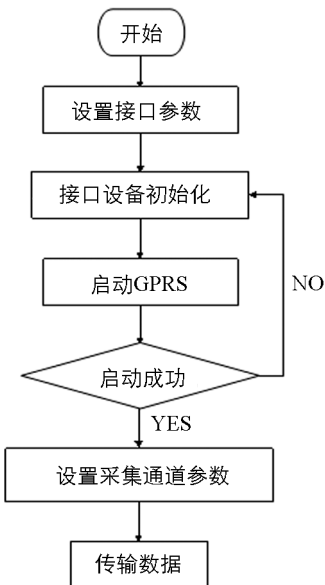 开始
设置接口参数
接口设备初始化
启动GPRS
NO
启动成功
YES
设置采集通道参数
传输数据